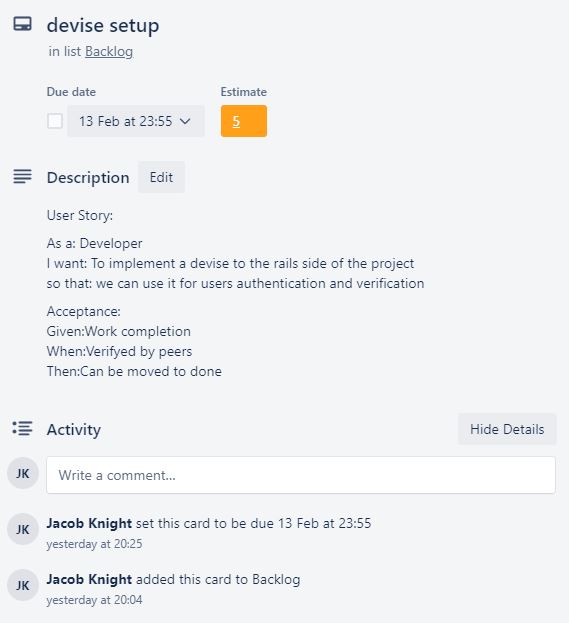 devise setup
in list Backlog
Due date
Estimate
13 Feb at 23:55
5
Description
Edit
User Story:
As a: Developer
I want: To implement a devise to the rails side of the project
so that: we can use it for users authentication and verification
Acceptance:
Given:Work completion
When:Verifyed by peers
Then:Can be moved to done
Activity
Hide Details
JK
Write a comment...
JK
Jacob Knight set this card to be due 13 Feb at 23:55
yesterday at 20:25
JK
Jacob Knight added this card to Backlog
yesterday at 20:04